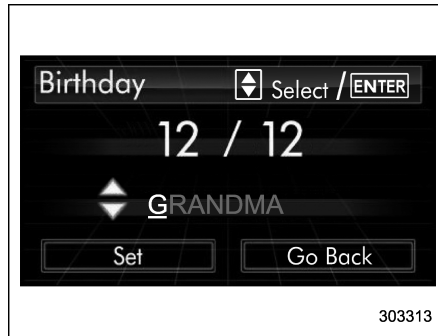 Birthday Select / ENTER
12 / 12
GRANDMA
Set Go Back
303313